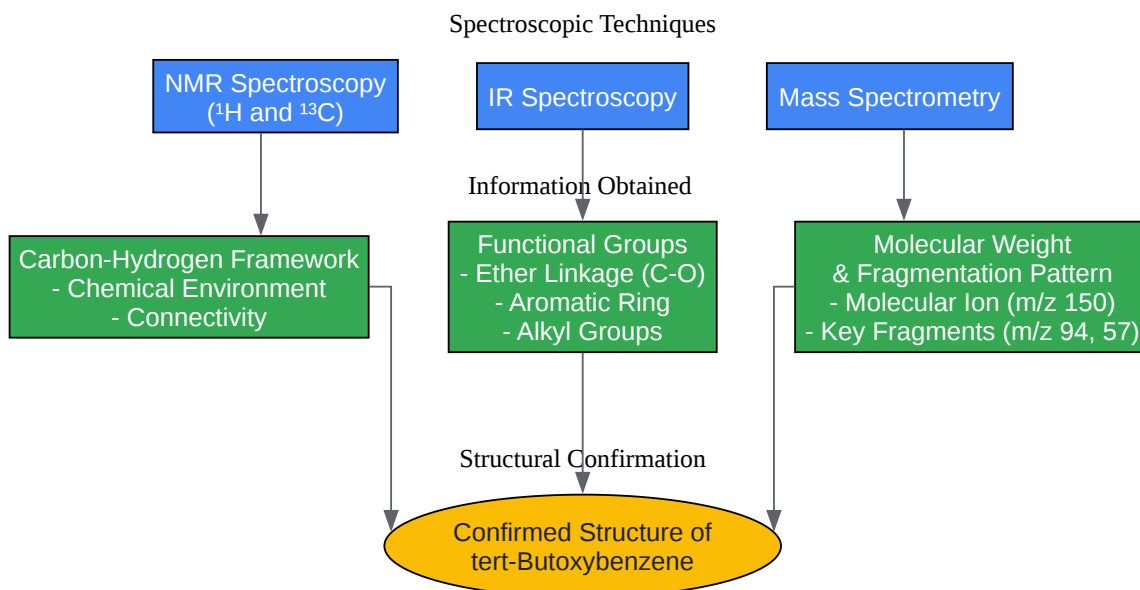 Spectroscopic Techniques
NMR Spectroscopy
(¹H and ¹³C)
IR Spectroscopy
Mass Spectrometry
Information Obtained
Carbon-Hydrogen Framework
- Chemical Environment
- Connectivity
Functional Groups
- Ether Linkage (C-O)
- Aromatic Ring
- Alkyl Groups
Molecular Weight
& Fragmentation Pattern
- Molecular Ion (m/z 150)
- Key Fragments (m/z 94, 57)
Structural Confirmation
Confirmed Structure of
tert-Butoxybenzene